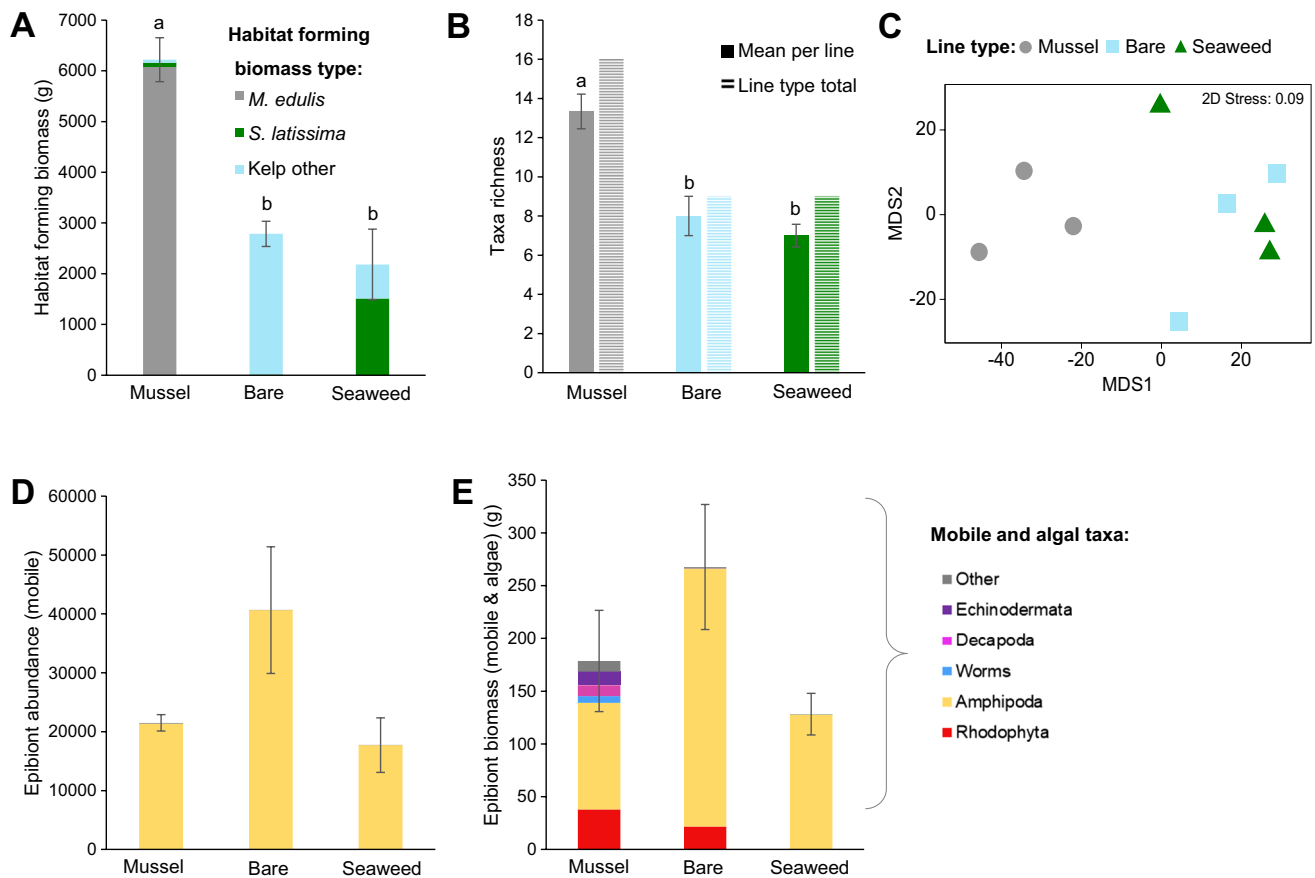 A
Habitat forming biomass (g)
7000
6000
5000
4000
3000
2000
1000
0
a
b
b
Mussel
Bare
Seaweed
Habitat forming
biomass type:
M. edulis
S. latissima
Kelp other
B
Taxa richness
18
16
14
12
10
8
6
4
2
0
a
b
b
Mussel
Bare
Seaweed
Mean per line
Line type total
C
Line type: Mussel Bare Seaweed
2D Stress: 0.09
MDS2
20
0
-20
-40
-20
0
20
MDS1
D
Epibiont abundance (mobile)
60000
50000
40000
30000
20000
10000
0
Mussel
Bare
Seaweed
E
Epibiont biomass (mobile & algae) (g)
350
300
250
200
150
100
50
0
Mussel
Bare
Seaweed
Mobile and algal taxa:
Other
Echinodermata
Decapoda
Worms
Amphipoda
Rhodophyta